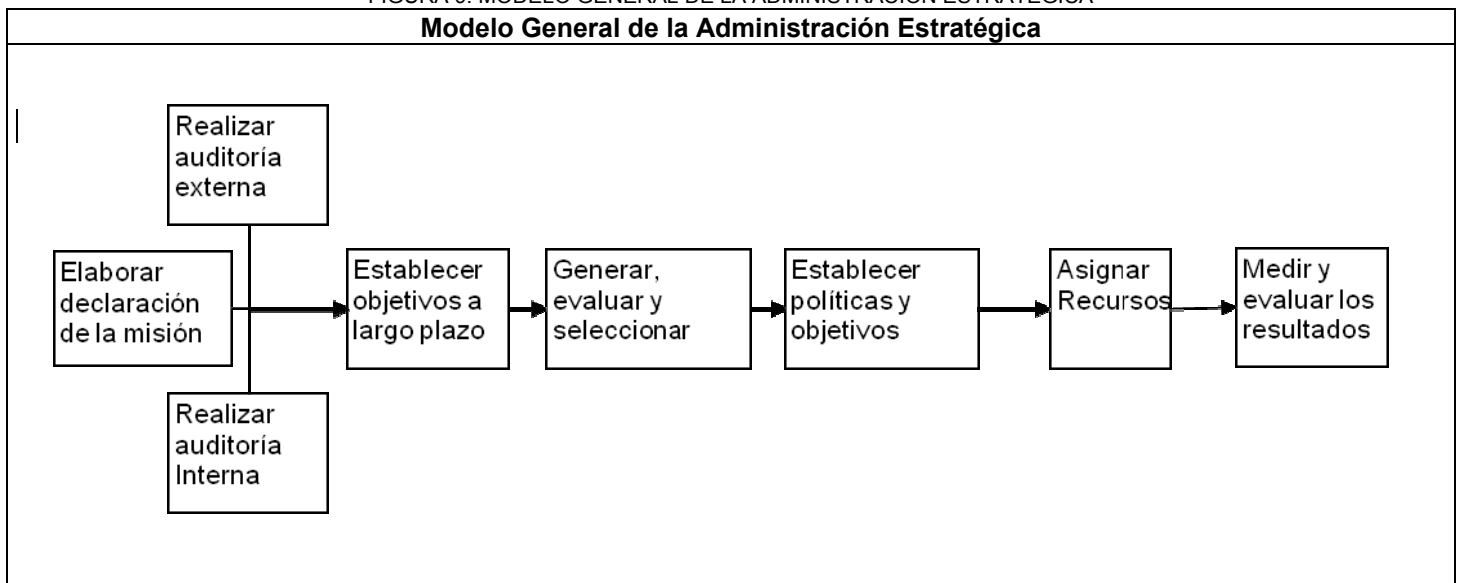 Modelo General de la Administración Estratégica
Realizar
auditoría
externa
Elaborar
declaración
de la misión
Establecer
objetivos a
largo plazo
Generar,
evaluar y
seleccionar
Establecer
políticas y
objetivos
Asignar
Recursos
Medir y
evaluar los
resultados
Realizar
auditoría
Interna